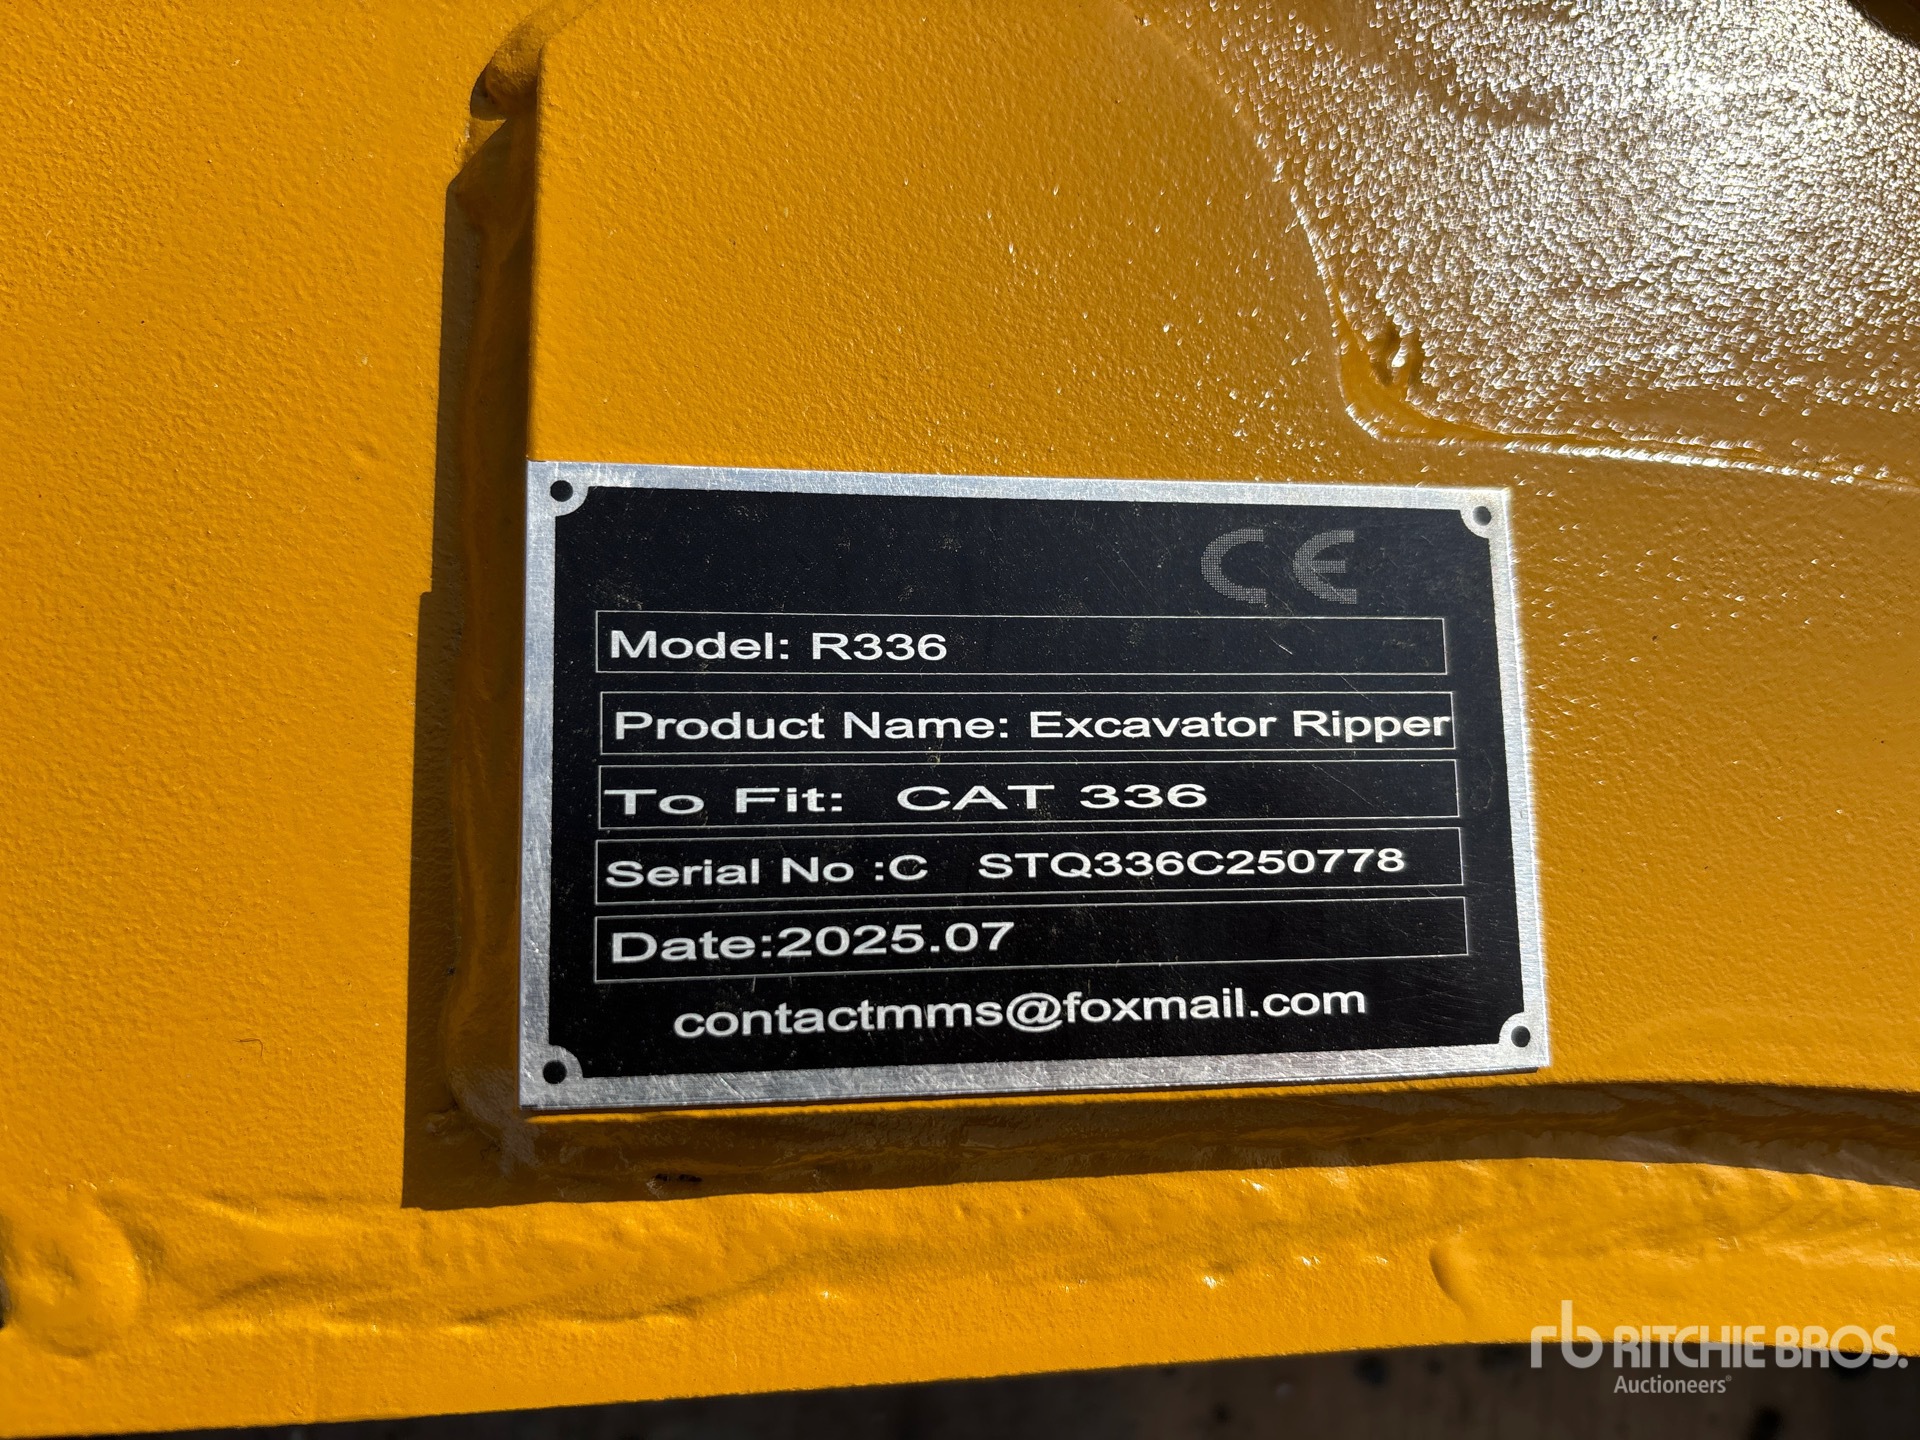 CE
Model: R336
Product Name: Excavator Ripper
To Fit: CAT 336
Serial No :C STQ336C250778
Date:2025.07
contactmms@foxmail.com
rb RITCHIE BROS.
Auctioneers®